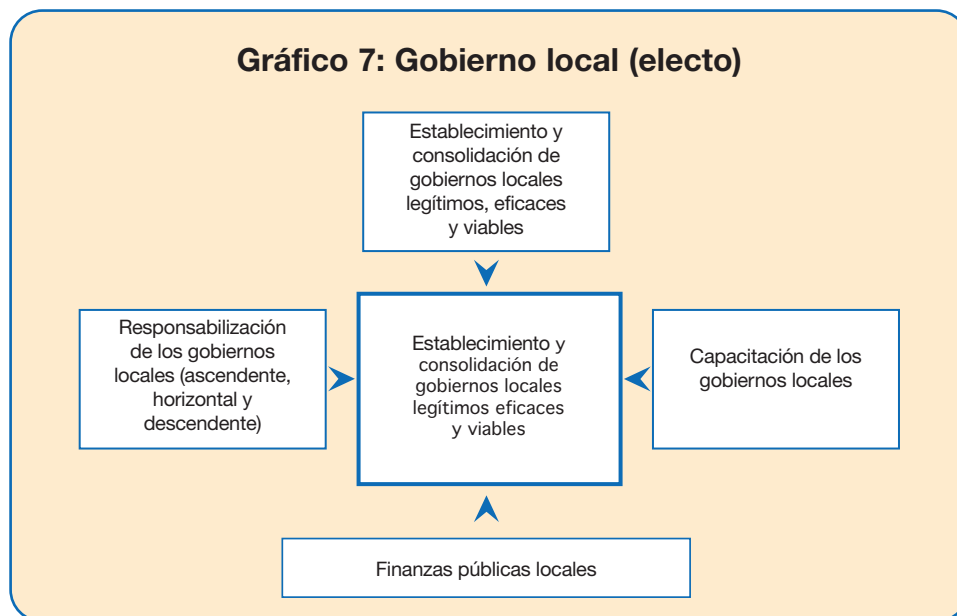 Gráfico 7: Gobierno local (electo)
Establecimiento y
consolidación de
gobiernos locales
legítimos, eficaces
y viables
Responsabilización
de los gobiernos
locales (ascendente,
horizontal y
descendente)
Establecimiento y
consolidación de
gobiernos locales
legítimos eficaces
y viables
Capacitación de los
gobiernos locales
Finanzas públicas locales